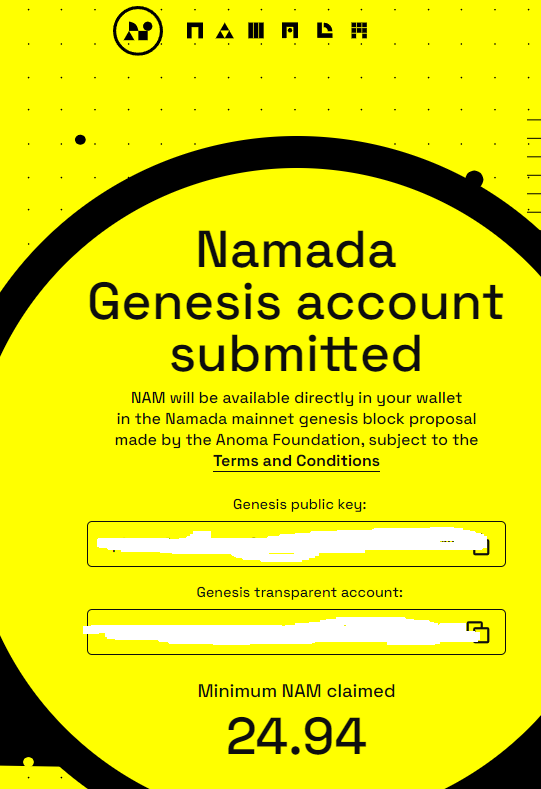 NAMADA
Namada
Genesis account
submitted
NAM will be available directly in your wallet
in the Namada mainnet genesis block proposal
made by the Anoma Foundation, subject to the
Terms and Conditions
Genesis public key:
Genesis transparent account:
Minimum NAM claimed
24.94